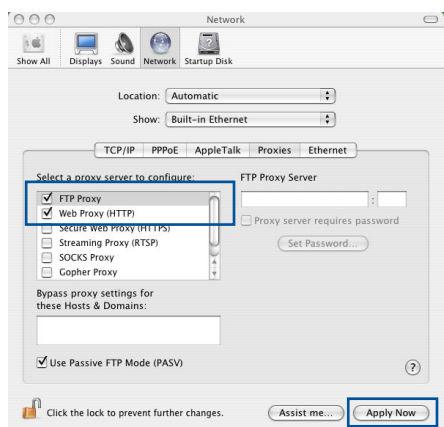 Network
Show All Displays Sound Network Startup Disk
Location: Automatic
Show: Built-in Ethernet
TCP/IP PPPoE AppleTalk Proxies Ethernet
Select a proxy server to configure: FTP Proxy Server
FTP Proxy
:
Web Proxy (HTTP)
Proxy server requires password
Secure Web Proxy (HTTPS)
Streaming Proxy (RTSP) Set Password...
SOCKS Proxy
Gopher Proxy
Bypass proxy settings for
these Hosts & Domains:
Use Passive FTP Mode (PASV) ?
Click the lock to prevent further changes. Assist me... Apply Now